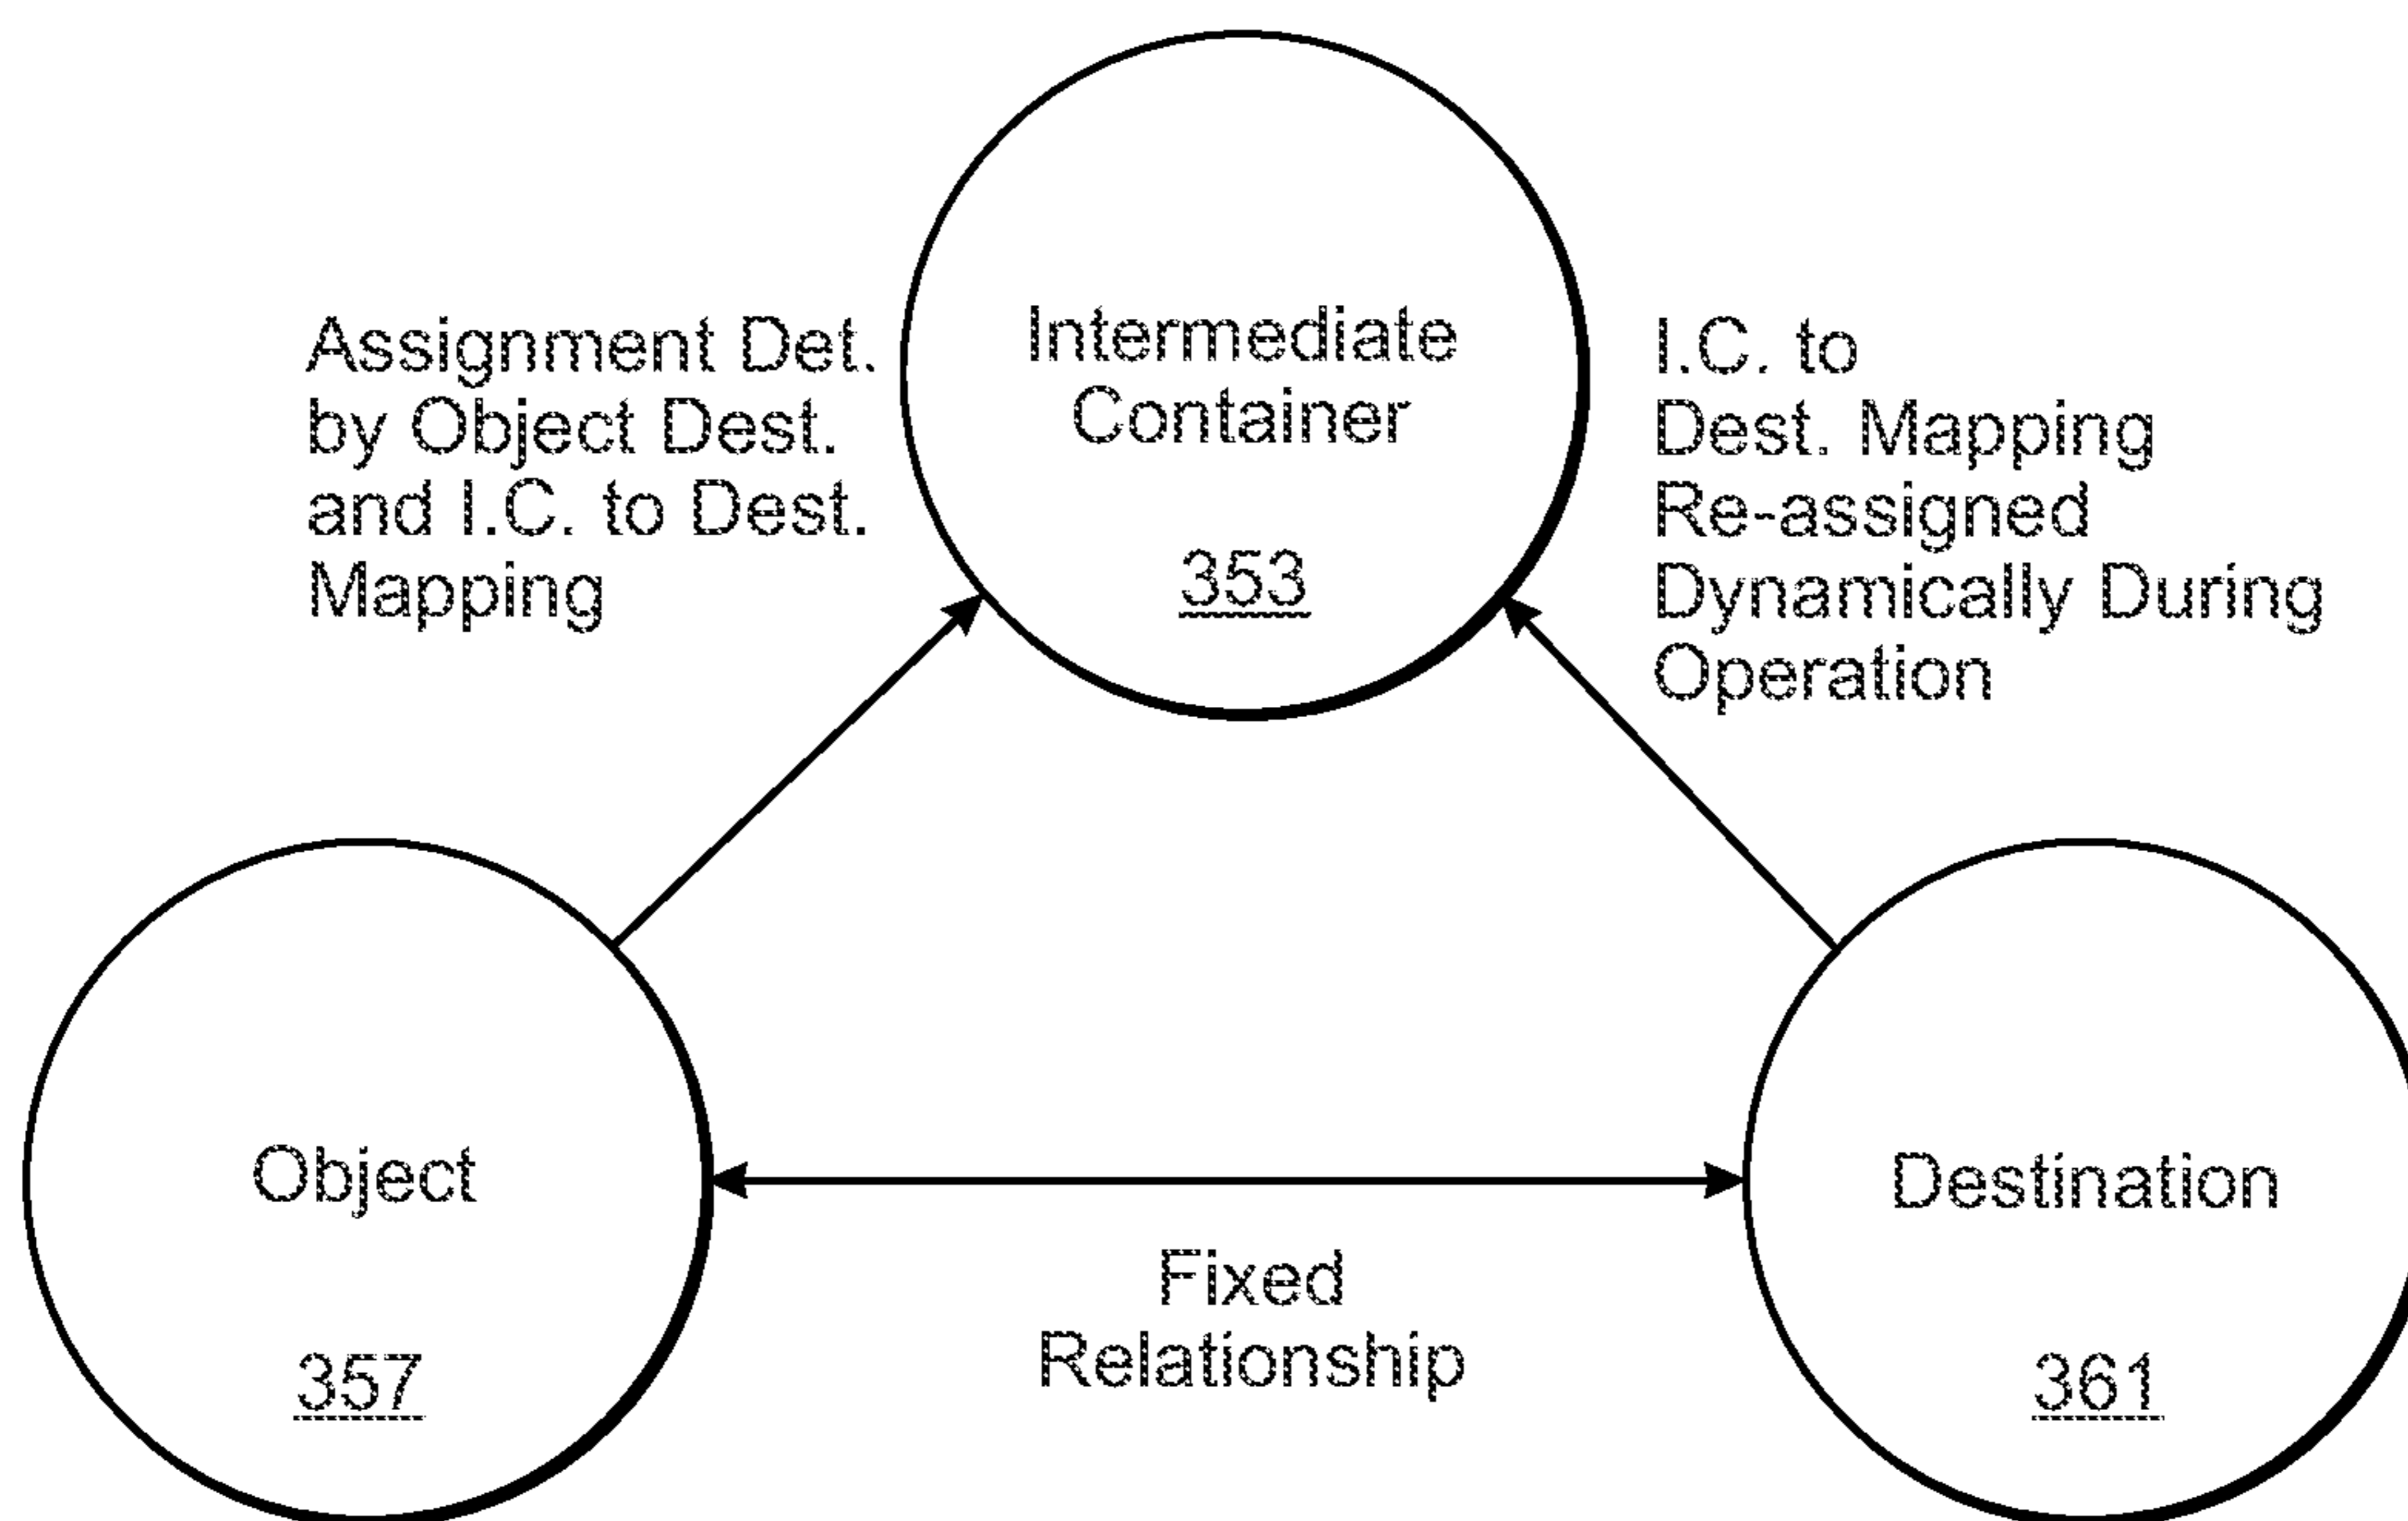 Assignment Det.
by Object Dest.
and I.C. to Dest.
Mapping
Intermediate
Container
353
I.C. to
Dest. Mapping
Re-assigned
Dynamically During
Operation
Object
357
Fixed
Relationship
Destination
361